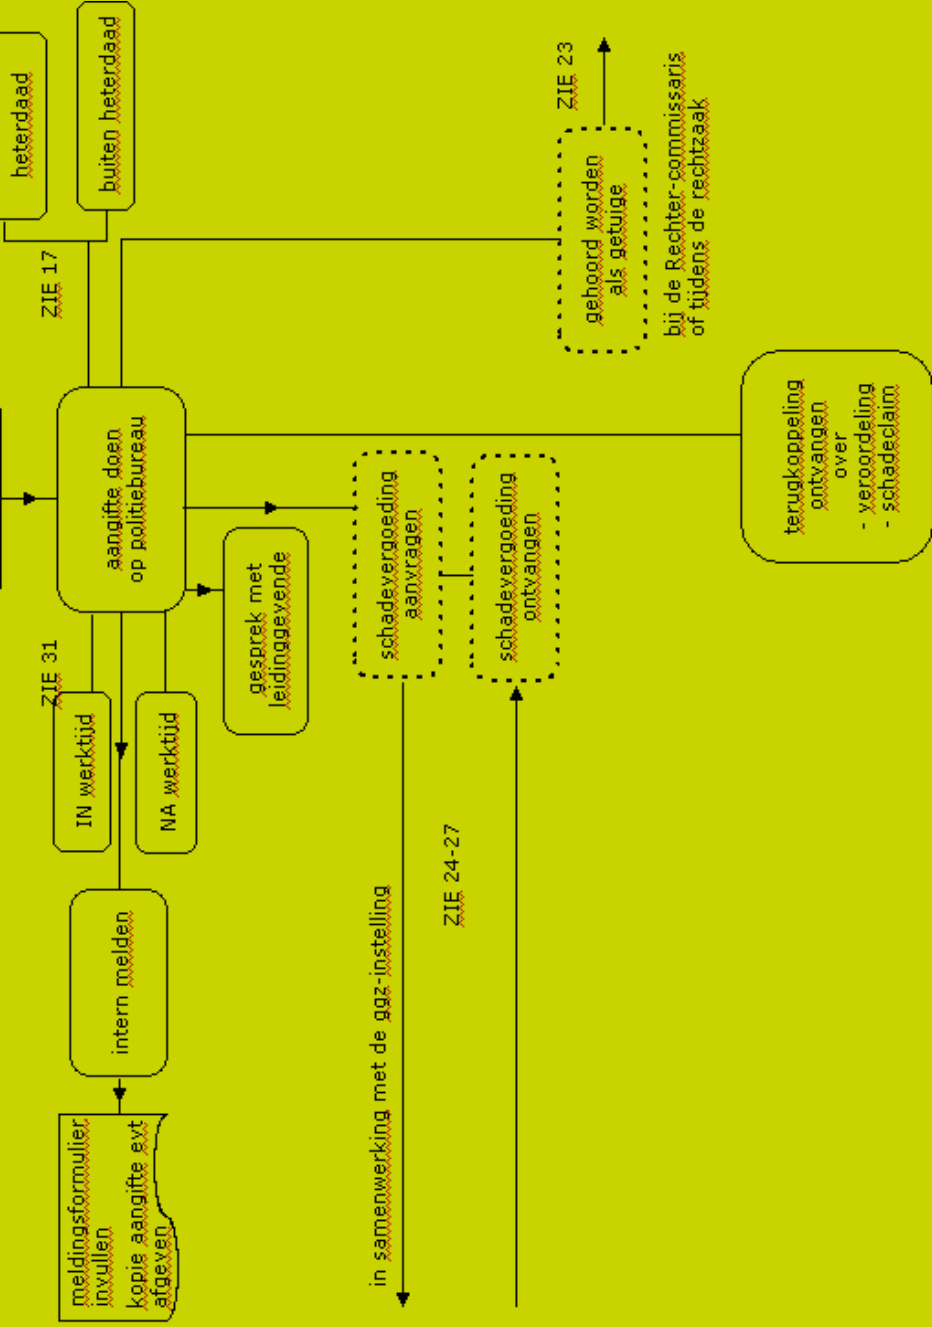 heterdaad
buiten heterdaad
ZIE 17
ZIE 23
gehoord worden
als getuige
bij de Rechter-commissaris
of tijdens de rechtzaak
aangifte doen
op politiebureau
terugkoppeling
ontvangen
over
- veroordeling
- schadeclaim
schadevergoeding
aanvragen
schadevergoeding
ontvangen
gesprek met
leidinggevende
ZIE 31
IN werktijd
NA werktijd
ZIE 24-27
intern melden
in samenwerking met de ggz-instelling
meldingsformulier
invullen
kopie aangifte evt
afgeven